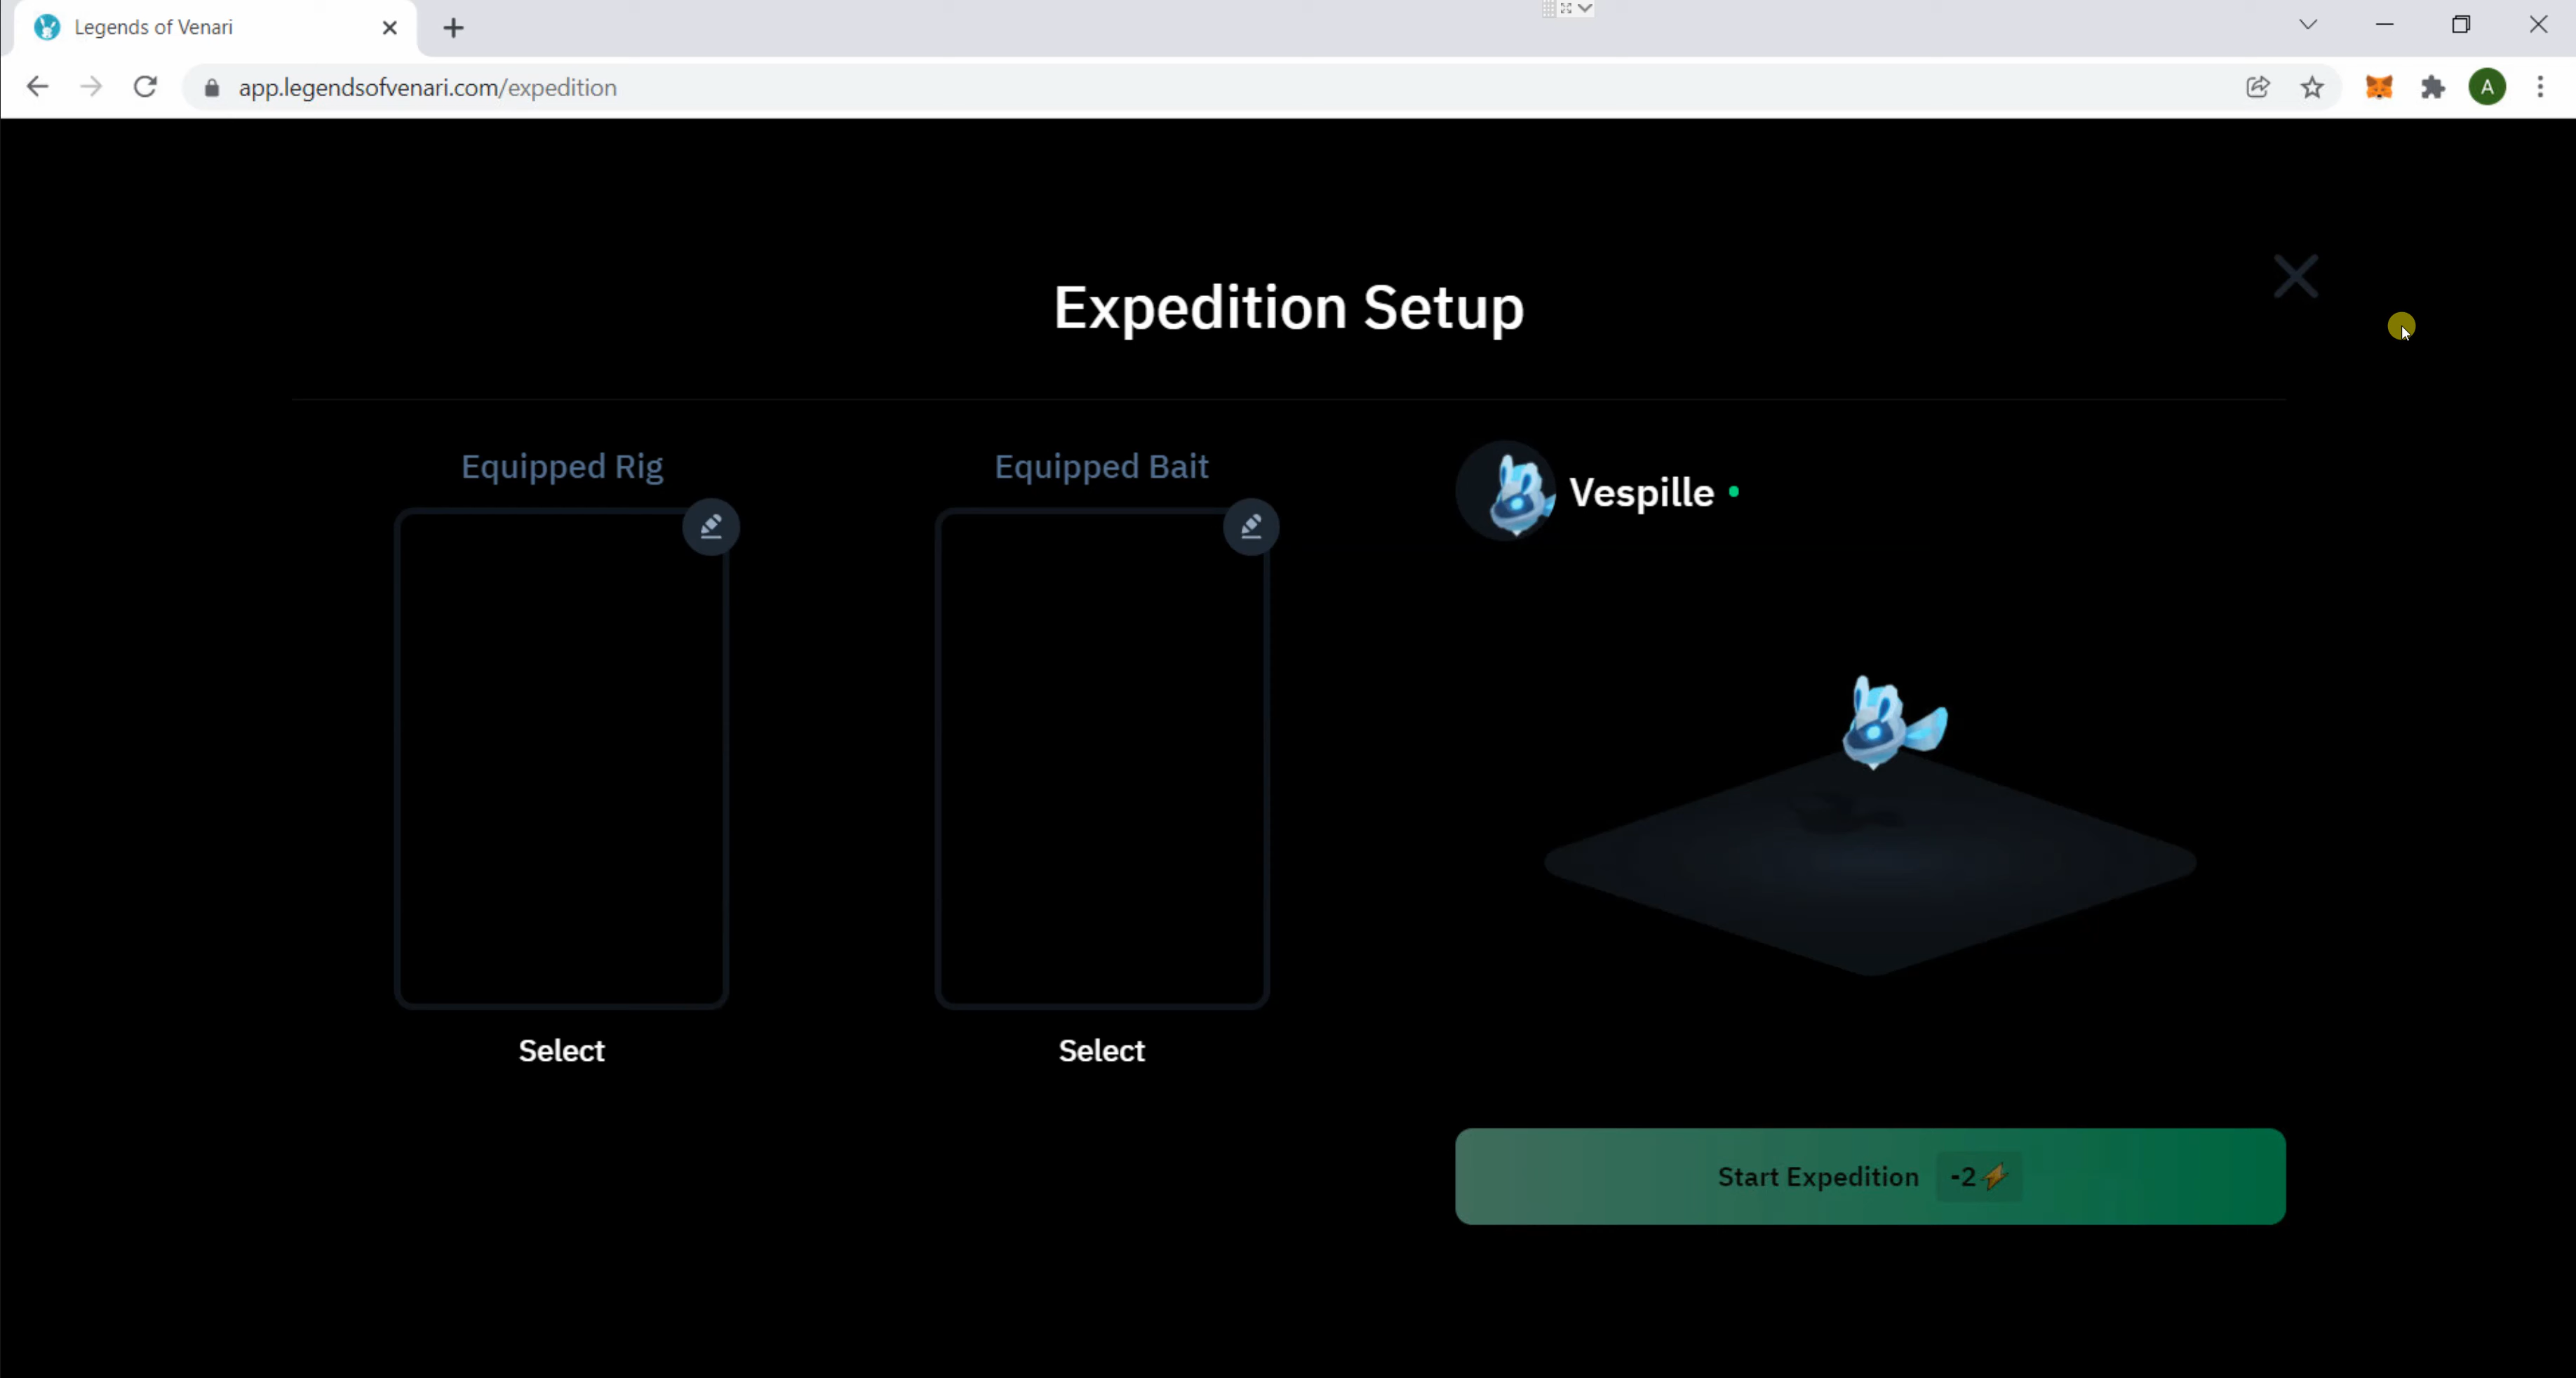 Legends of Venari
app.legendsofvenari.com/expedition
A
Expedition Setup
Equipped Rig
Equipped Bait
Vespille
Select
Select
Start Expedition -2